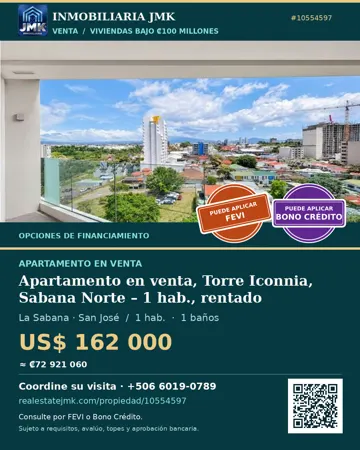 JMK
INMOBILIARIA JMK
#10554597
VENTA / VIVIENDAS BAJO ₡100 MILLONES
PUEDE APLICAR
FEVI
PUEDE APLICAR
BONO CRÉDITO
OPCIONES DE FINANCIAMIENTO
APARTAMENTO EN VENTA
Apartamento en venta, Torre Iconnia,
Sabana Norte – 1 hab., rentado
La Sabana · San José / 1 hab. · 1 baños
US$ 162 000
≈ ₡72 921 060
Coordine su visita · +506 6019-0789
realestatejmk.com/propiedad/10554597
Consulte por FEVI o Bono Crédito.
Sujeto a requisitos, avalúo, topes y aprobación bancaria.